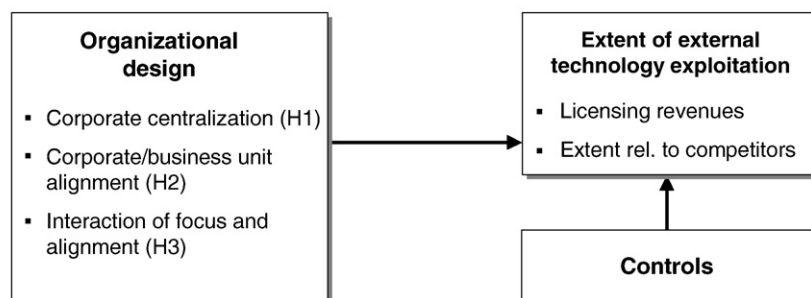 Organizational
design
▪ Corporate centralization (H1)
▪ Corporate/business unit
alignment (H2)
▪ Interaction of focus and
alignment (H3)
Extent of external
technology exploitation
▪ Licensing revenues
▪ Extent rel. to competitors
Controls